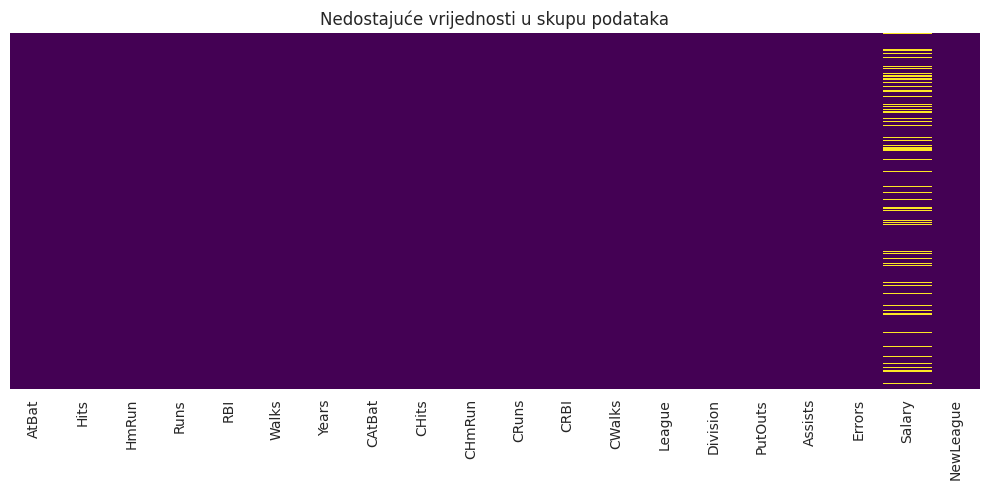 Nedostajuće vrijednosti u skupu podataka
AtBat
Hits
HmRun
Runs
RBI
Walks
Years
CAtBat
CHits
CHmRun
CRuns
CRBI
CWalks
League
Division
PutOuts
Assists
Errors
Salary
NewLeague